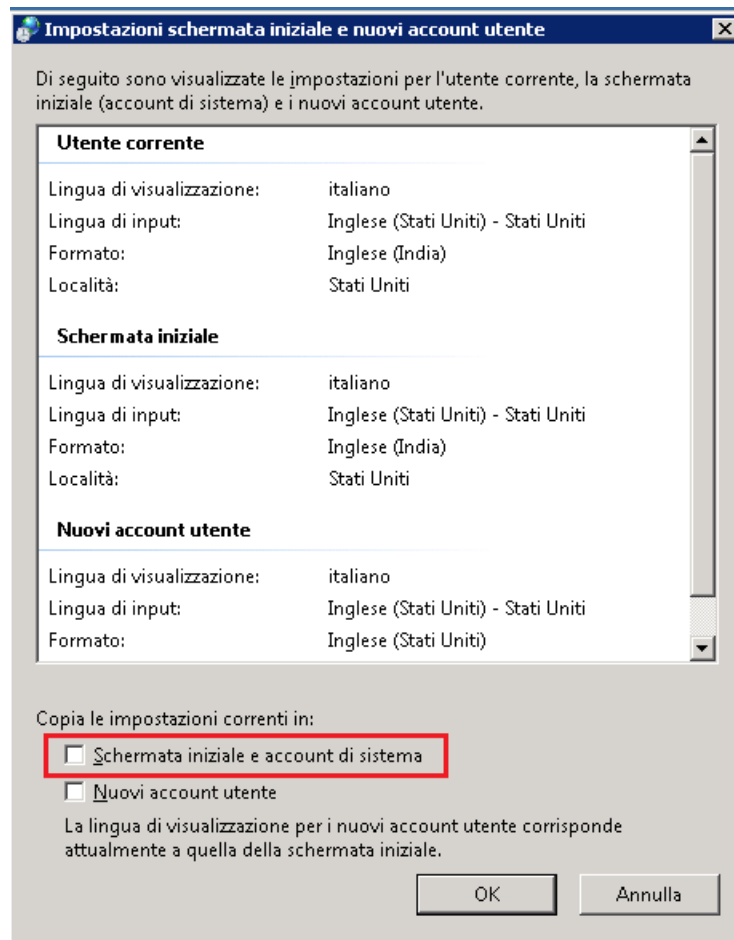 Impostazioni schermata iniziale e nuovi account utente
Di seguito sono visualizzate le impostazioni per l'utente corrente, la schermata
iniziale (account di sistema) e i nuovi account utente.
Utente corrente
Lingua di visualizzazione: italiano
Lingua di input: Inglese (Stati Uniti) - Stati Uniti
Formato: Inglese (India)
Località: Stati Uniti
Schermata iniziale
Lingua di visualizzazione: italiano
Lingua di input: Inglese (Stati Uniti) - Stati Uniti
Formato: Inglese (India)
Località: Stati Uniti
Nuovi account utente
Lingua di visualizzazione: italiano
Lingua di input: Inglese (Stati Uniti) - Stati Uniti
Formato: Inglese (Stati Uniti)
Copia le impostazioni correnti in:
Schermata iniziale e account di sistema
Nuovi account utente
La lingua di visualizzazione per i nuovi account utente corrisponde
attualmente a quella della schermata iniziale.
OK Annulla